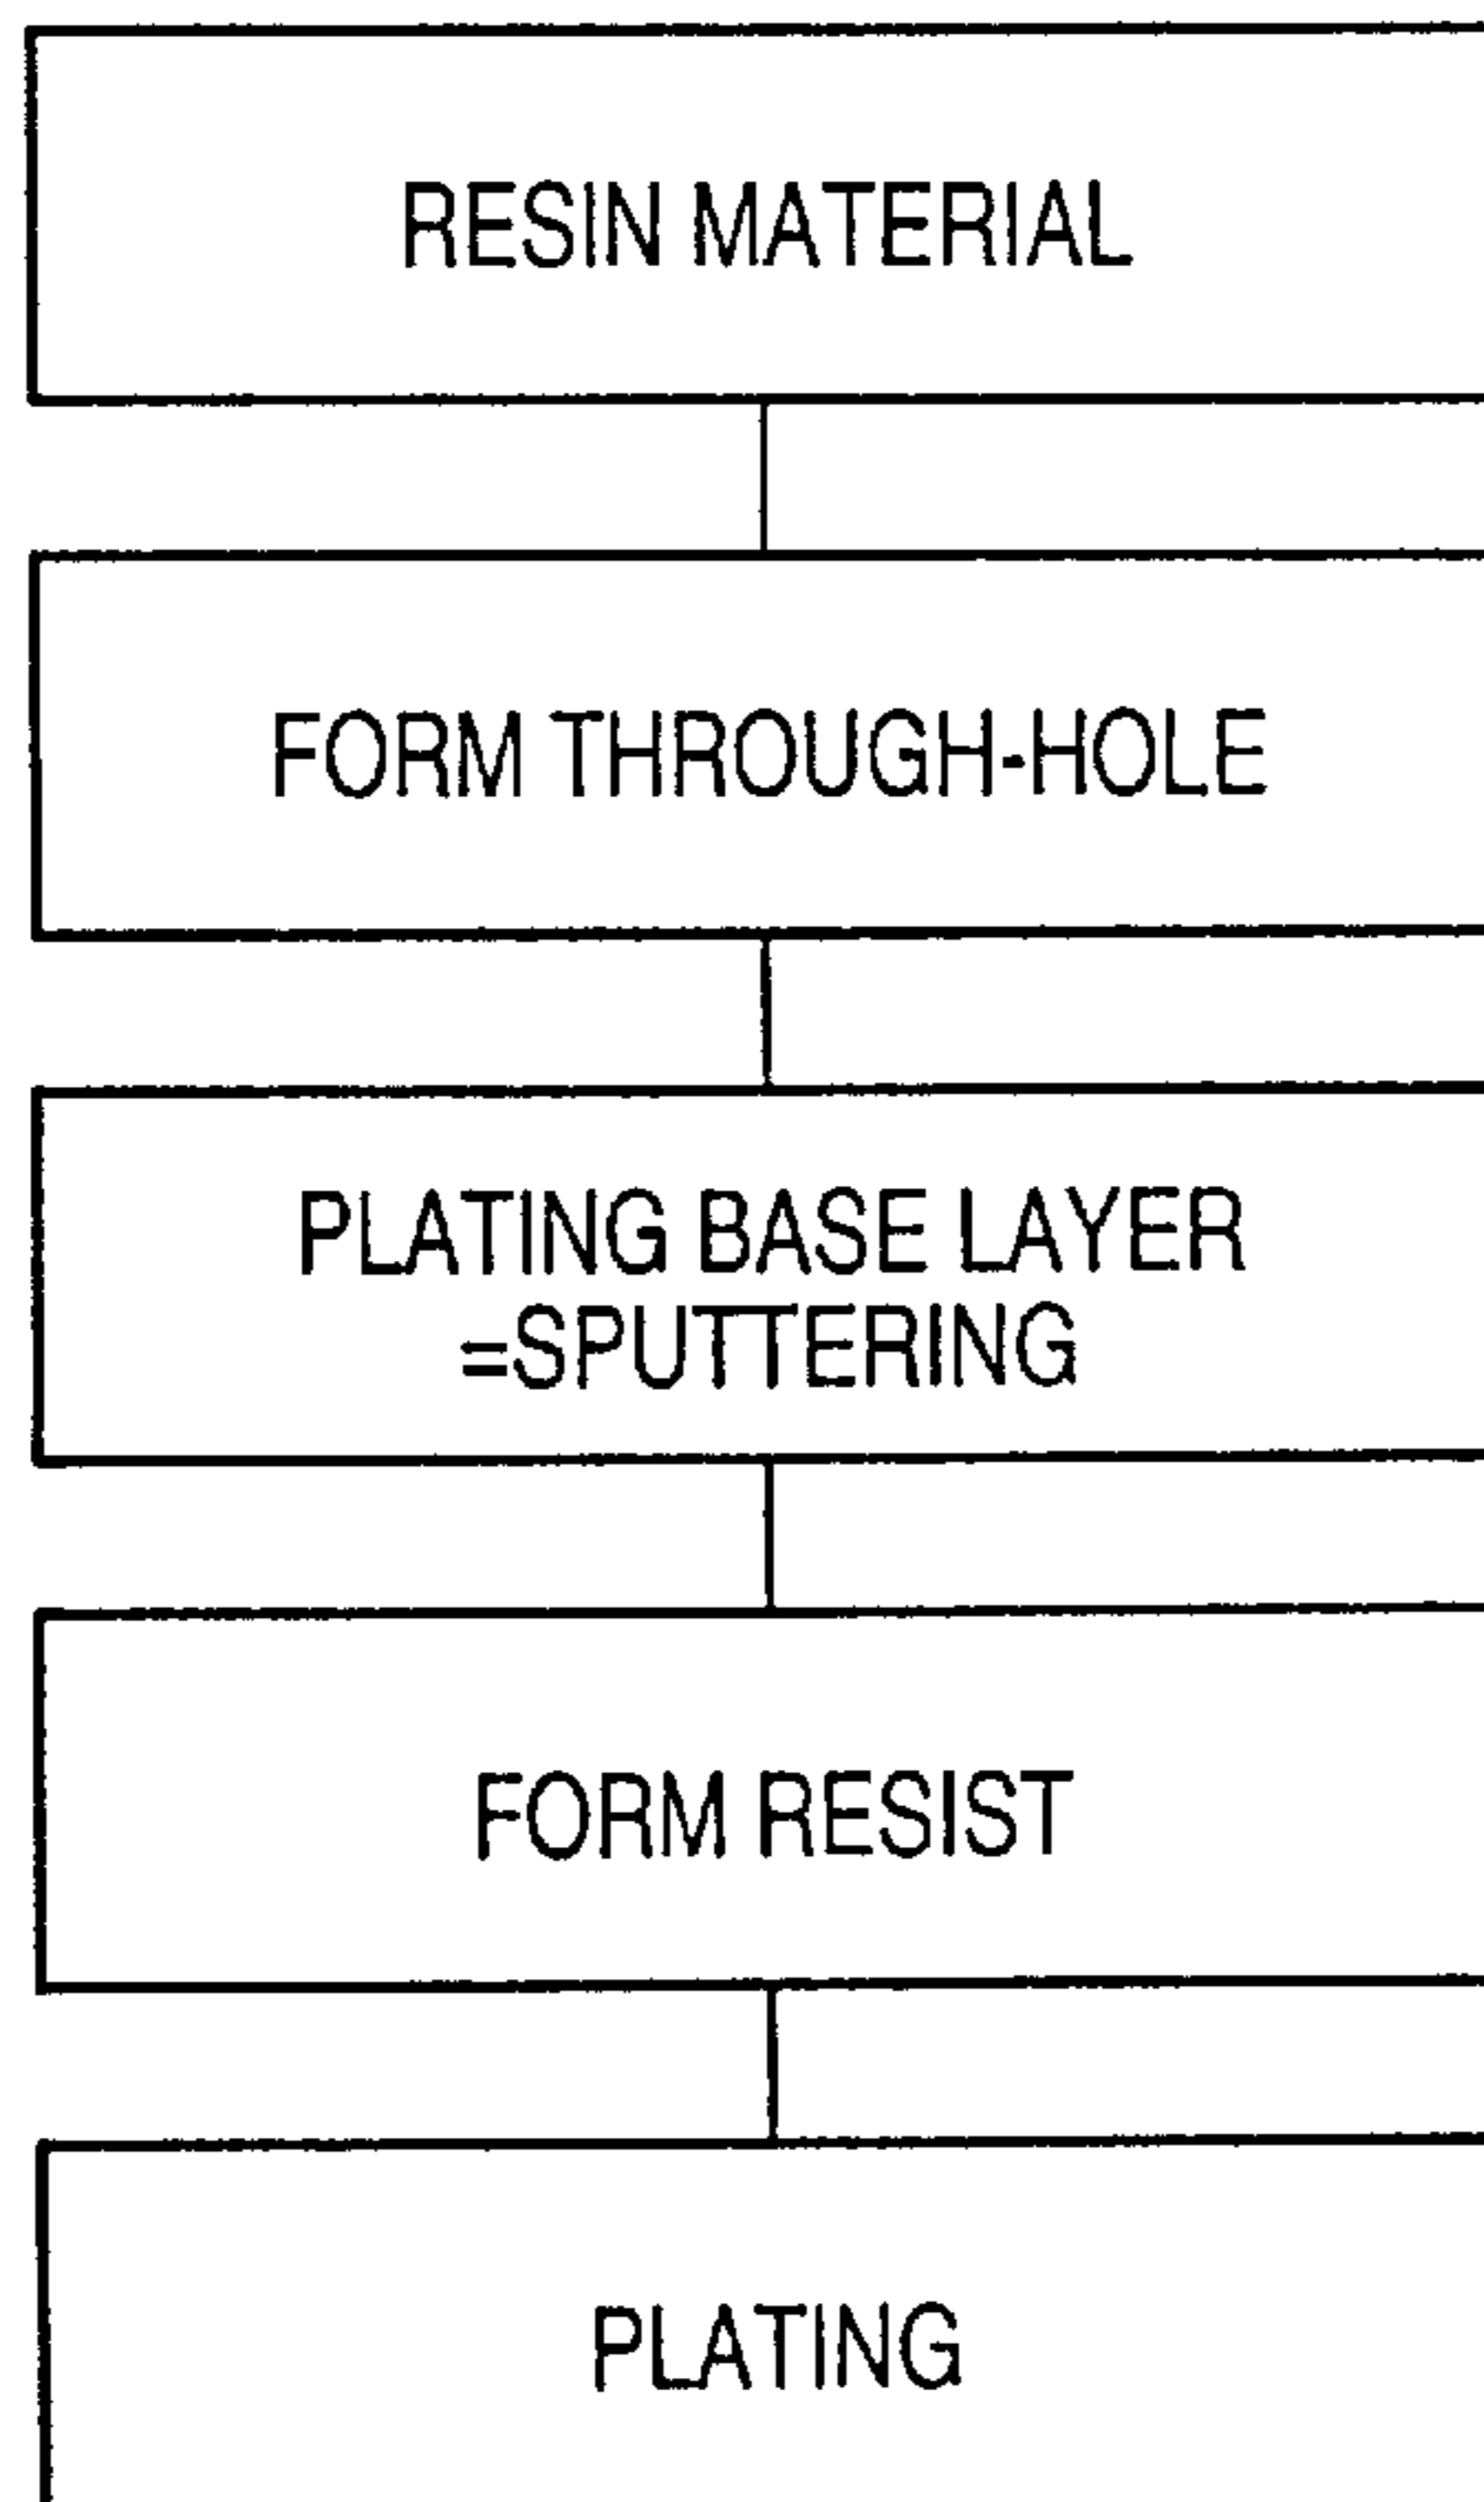 RESIN MATERIAL
FORM THROUGH-HOLE
PLATING BASE LAYER
=SPUTTERING
FORM RESIST
PLATING